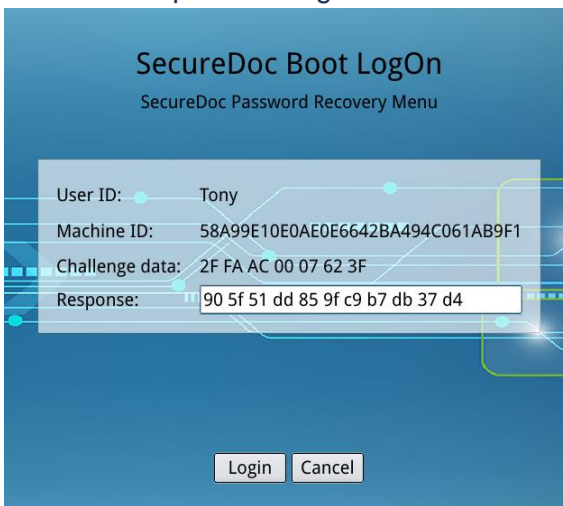 SecureDoc Boot LogOn
SecureDoc Password Recovery Menu
User ID: Tony
Machine ID: 58A99E10E0AE0E6642BA494C061AB9F1
Challenge data: 2F FA AC 00 07 62 3F
Response: 90 5f 51 dd 85 9f c9 b7 db 37 d4
Login Cancel